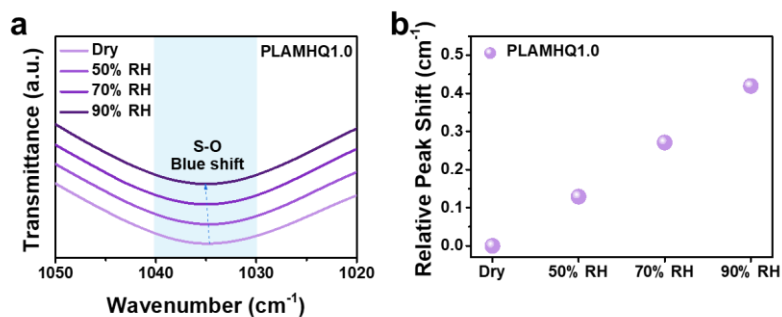 a
Dry
50% RH
70% RH
90% RH
PLAMHQ1.0
S-O
Blue shift
Transmittance (a.u.)
1050
1040
1030
1020
Wavenumber (cm⁻¹)
b
PLAMHQ1.0
Relative Peak Shift (cm⁻¹)
0.5
0.4
0.3
0.2
0.1
0.0
Dry
50% RH
70% RH
90% RH